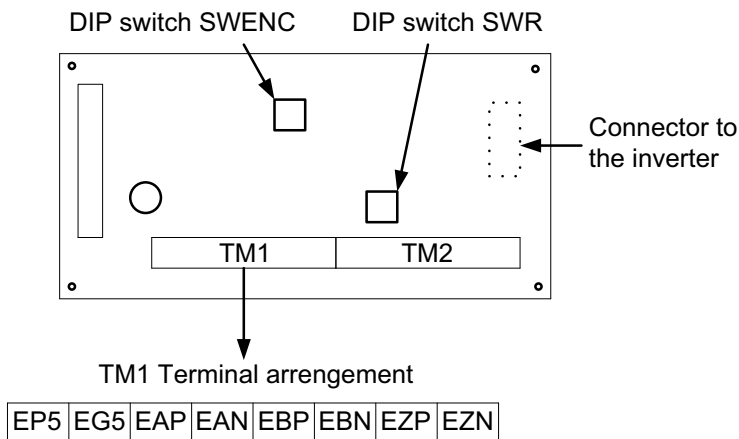 DIP switch SWENC DIP switch SWR
Connector to
the inverter
TM1 TM2
TM1 Terminal arrengement
EP5 EG5 EAP EAN EBP EBN EZP EZN